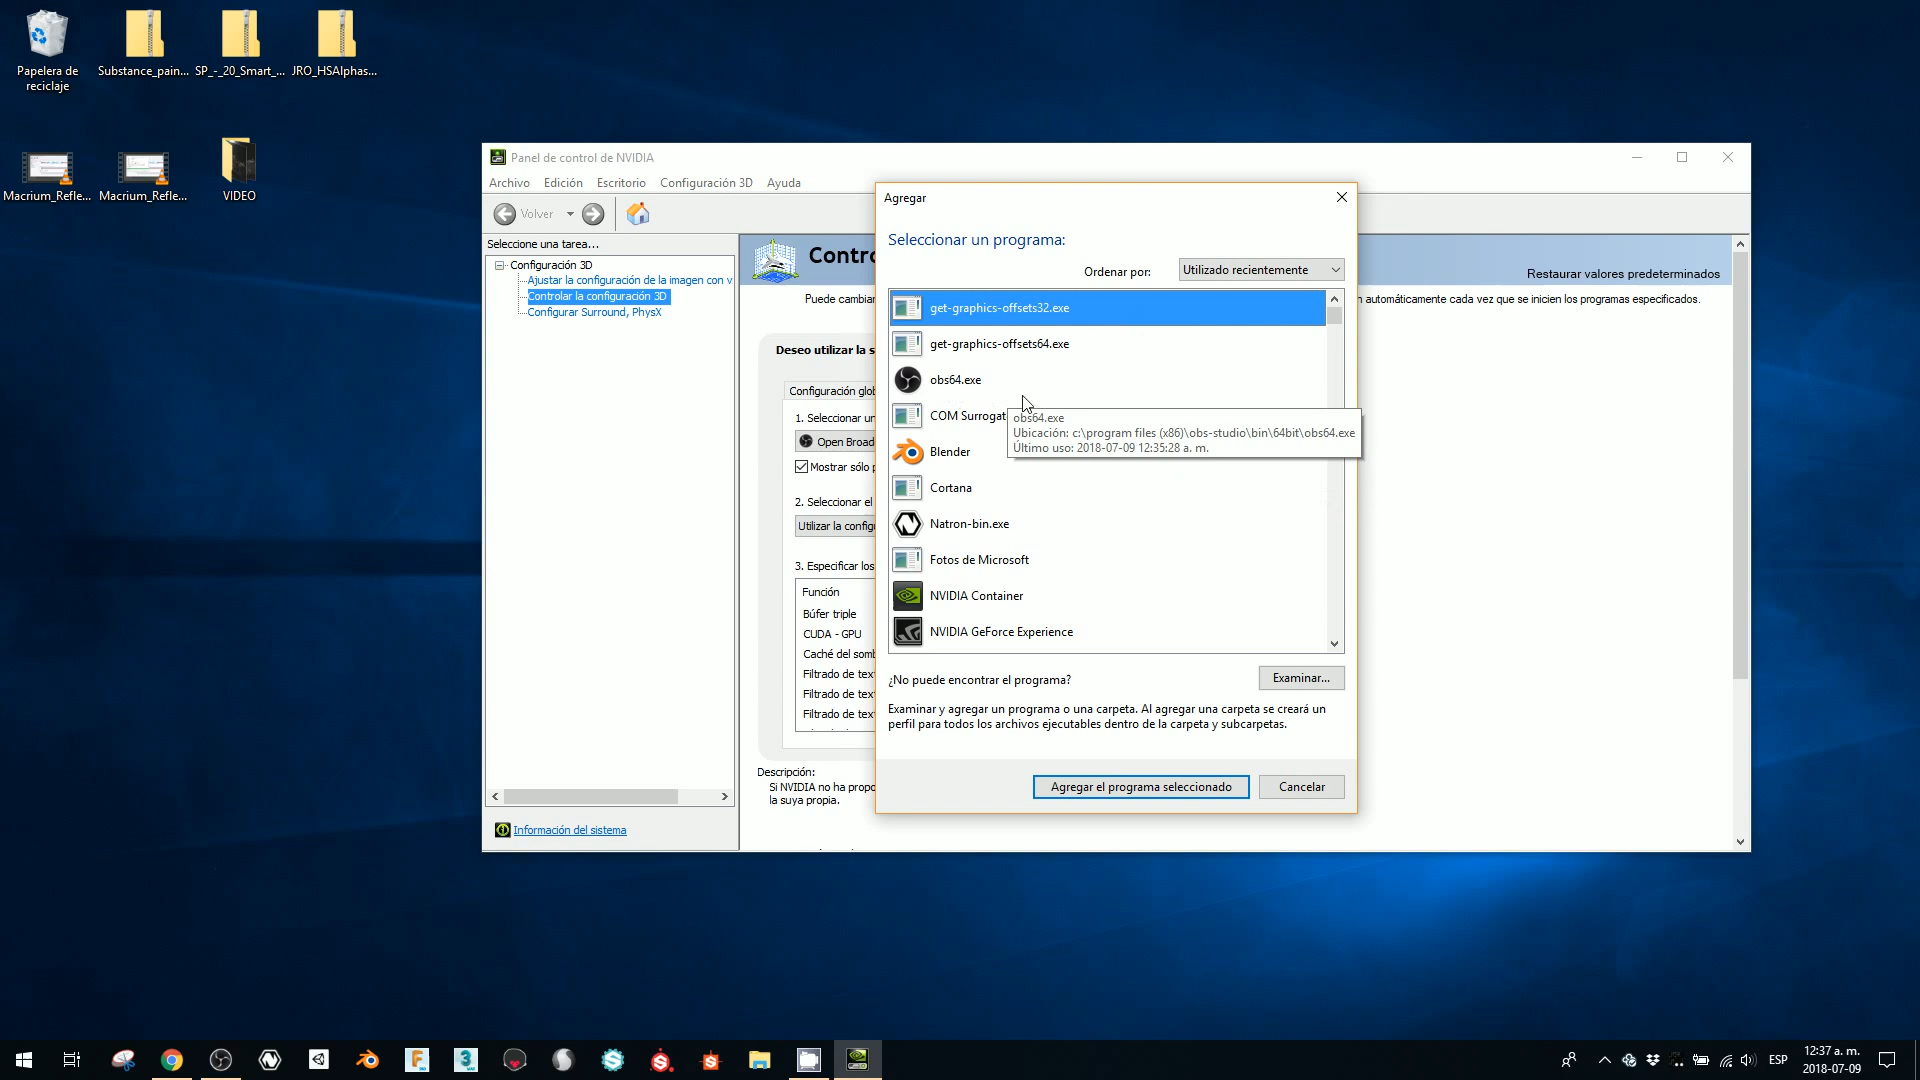 Papelera de
reciclaje
Substance_pain...
SP_-_20_Smart_...
JRO_HSAlphas...
Macrium_Refle...
Macrium_Refle...
VIDEO
Panel de control de NVIDIA
Archivo Edición Escritorio Configuración 3D Ayuda
Volver
Seleccione una tarea...
Configuración 3D
Ajustar la configuración de la imagen con v
Controlar la configuración 3D
Configurar Surround, PhysX
Información del sistema
Contro
Restaurar valores predeterminados
Puede cambiar
n automáticamente cada vez que se inicien los programas especificados.
Deseo utilizar la s
Configuración glob
1. Seleccionar un
Open Broad
Mostrar sólo p
2. Seleccionar el
Utilizar la config
3. Especificar los
Función
Búfer triple
CUDA - GPU
Caché del somb
Filtrado de text
Filtrado de text
Filtrado de text
Descripción:
Si NVIDIA no ha propo
la suya propia.
Agregar
Seleccionar un programa:
Ordenar por: Utilizado recientemente
get-graphics-offsets32.exe
get-graphics-offsets64.exe
obs64.exe
COM Surrogat
obs64.exe
Ubicación: c:\program files (x86)\obs-studio\bin\64bit\obs64.exe
Último uso: 2018-07-09 12:35:28 a. m.
Blender
Cortana
Natron-bin.exe
Fotos de Microsoft
NVIDIA Container
NVIDIA GeForce Experience
¿No puede encontrar el programa?
Examinar...
Examinar y agregar un programa o una carpeta. Al agregar una carpeta se creará un
perfil para todos los archivos ejecutables dentro de la carpeta y subcarpetas.
Agregar el programa seleccionado
Cancelar
ESP
12:37 a. m.
2018-07-09